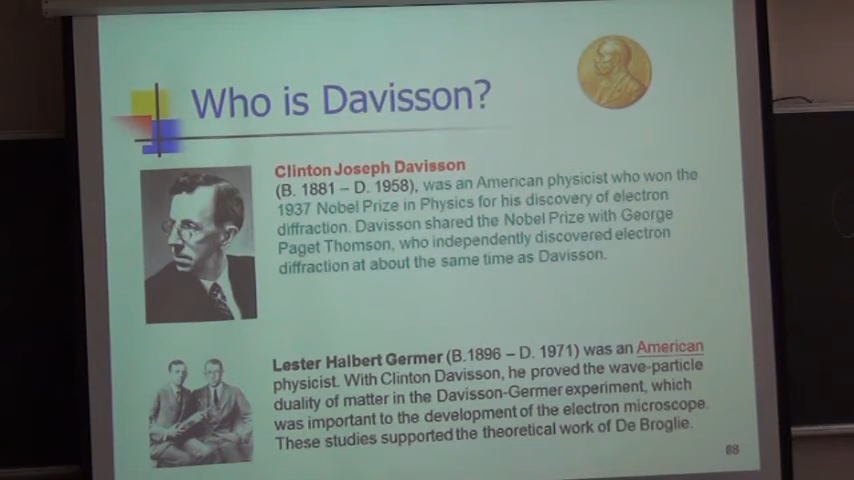 Who is Davisson?
Clinton Joseph Davisson
(B. 1881 – D. 1958), was an American physicist who won the
1937 Nobel Prize in Physics for his discovery of electron
diffraction. Davisson shared the Nobel Prize with George
Paget Thomson, who independently discovered electron
diffraction at about the same time as Davisson.
Lester Halbert Germer (B.1896 – D. 1971) was an American
physicist. With Clinton Davisson, he proved the wave-particle
duality of matter in the Davisson-Germer experiment, which
was important to the development of the electron microscope.
These studies supported the theoretical work of De Broglie.
88